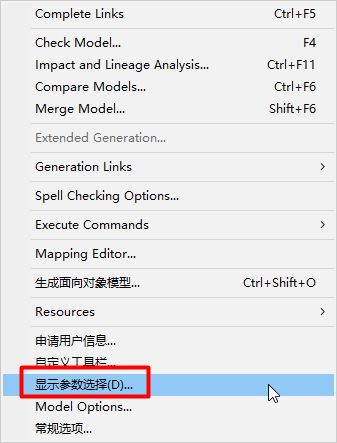 Complete Links Ctrl+F5
Check Model... F4
Impact and Lineage Analysis... Ctrl+F11
Compare Models... Ctrl+F6
Merge Model... Shift+F6
Extended Generation...
Generation Links
Spell Checking Options...
Execute Commands
Mapping Editor...
生成面向对象模型... Ctrl+Shift+O
Resources
申请用户信息...
自定义工具栏...
显示参数选择(D)...
Model Options...
常规选项...